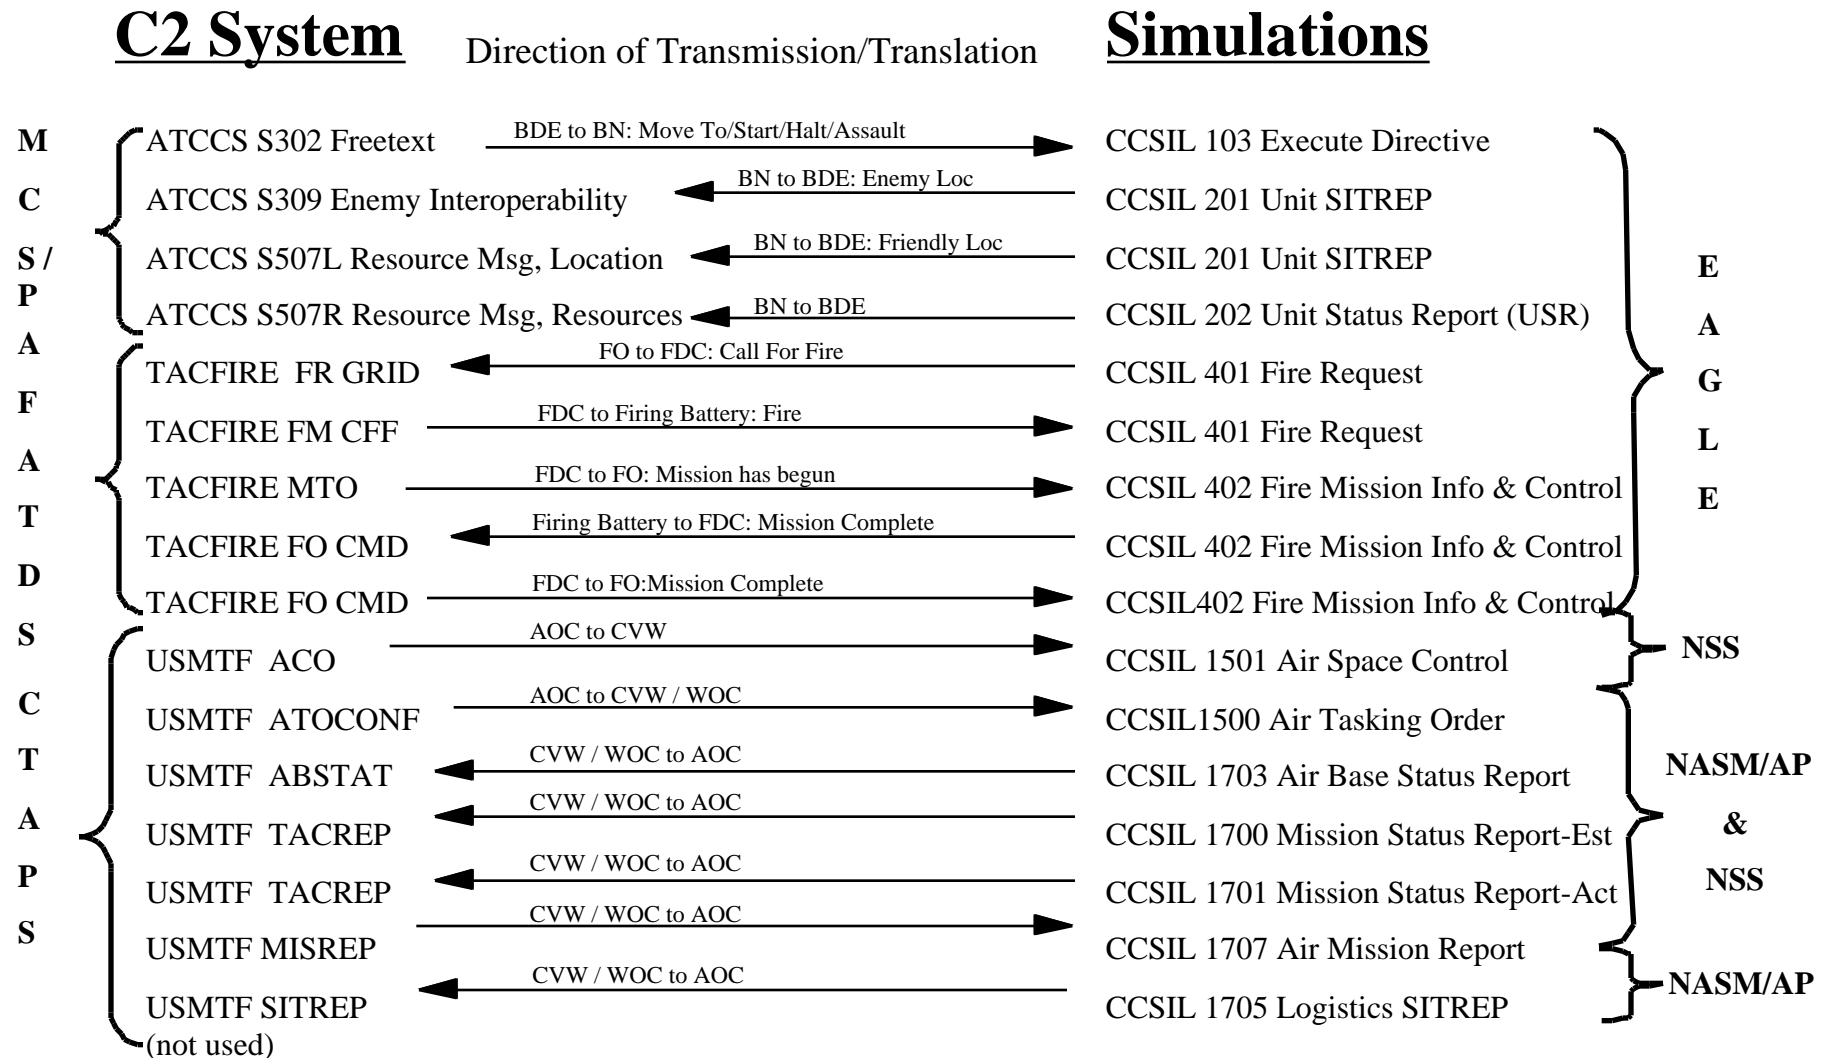 C2 System Direction of Transmission/Translation Simulations
M ATCCS S302 Freetext BDE to BN: Move To/Start/Halt/Assault CCSIL 103 Execute Directive
C ATCCS S309 Enemy Interoperability BN to BDE: Enemy Loc CCSIL 201 Unit SITREP
S / ATCCS S507L Resource Msg, Location BN to BDE: Friendly Loc CCSIL 201 Unit SITREP E
P ATCCS S507R Resource Msg, Resources BN to BDE CCSIL 202 Unit Status Report (USR) A
A TACFIRE FR GRID FO to FDC: Call For Fire CCSIL 401 Fire Request G
F TACFIRE FM CFF FDC to Firing Battery: Fire CCSIL 401 Fire Request L
A TACFIRE MTO FDC to FO: Mission has begun CCSIL 402 Fire Mission Info & Control E
T TACFIRE FO CMD Firing Battery to FDC: Mission Complete CCSIL 402 Fire Mission Info & Control
D TACFIRE FO CMD FDC to FO:Mission Complete CCSIL402 Fire Mission Info & Control
S USMTF ACO AOC to CVW CCSIL 1501 Air Space Control NSS
C USMTF ATOCONF AOC to CVW / WOC CCSIL1500 Air Tasking Order
T USMTF ABSTAT CVW / WOC to AOC CCSIL 1703 Air Base Status Report NASM/AP
A USMTF TACREP CVW / WOC to AOC CCSIL 1700 Mission Status Report-Est &
P USMTF TACREP CVW / WOC to AOC CCSIL 1701 Mission Status Report-Act NSS
S USMTF MISREP CVW / WOC to AOC CCSIL 1707 Air Mission Report
USMTF SITREP CVW / WOC to AOC CCSIL 1705 Logistics SITREP NASM/AP
(not used)